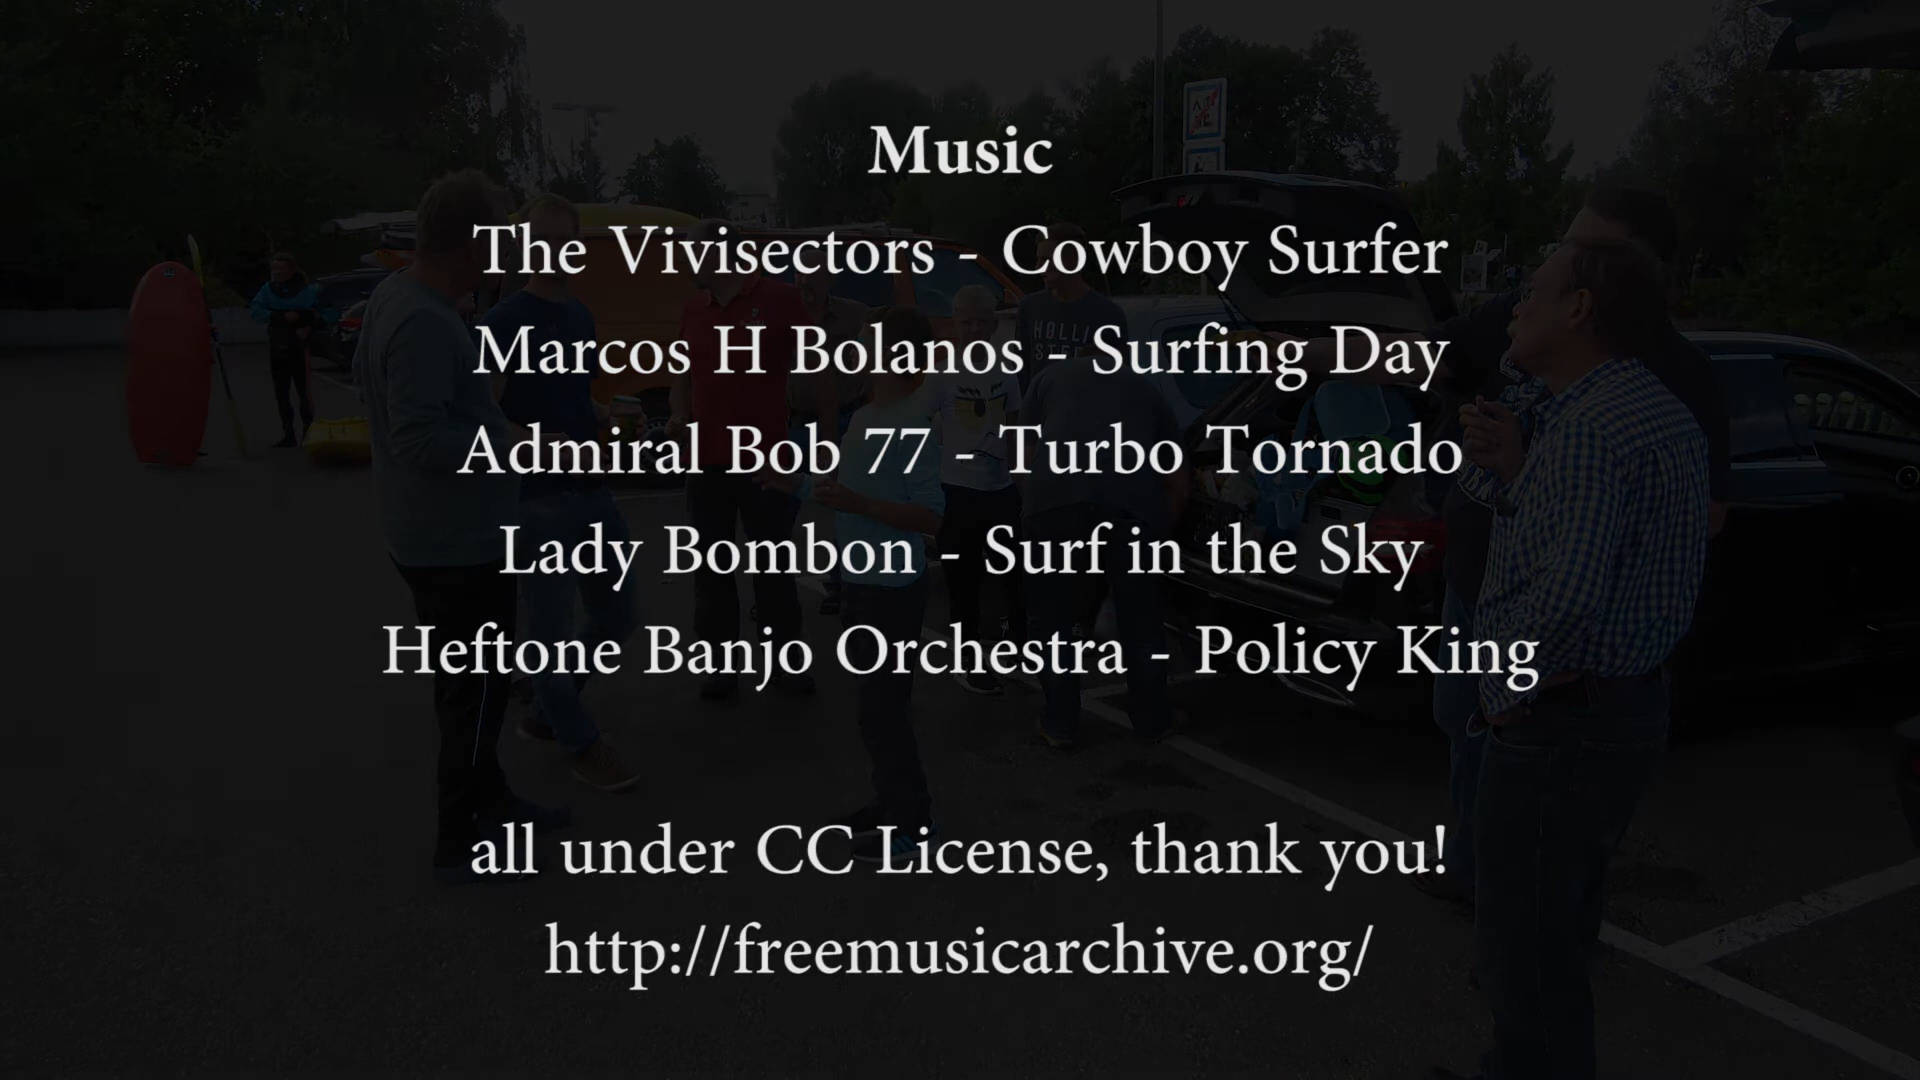 Music
The Vivisectors - Cowboy Surfer
Marcos H Bolanos - Surfing Day
Admiral Bob 77 - Turbo Tornado
Lady Bombon - Surf in the Sky
Heftone Banjo Orchestra - Policy King
all under CC License, thank you!
http://freemusicarchive.org/
HOLLI